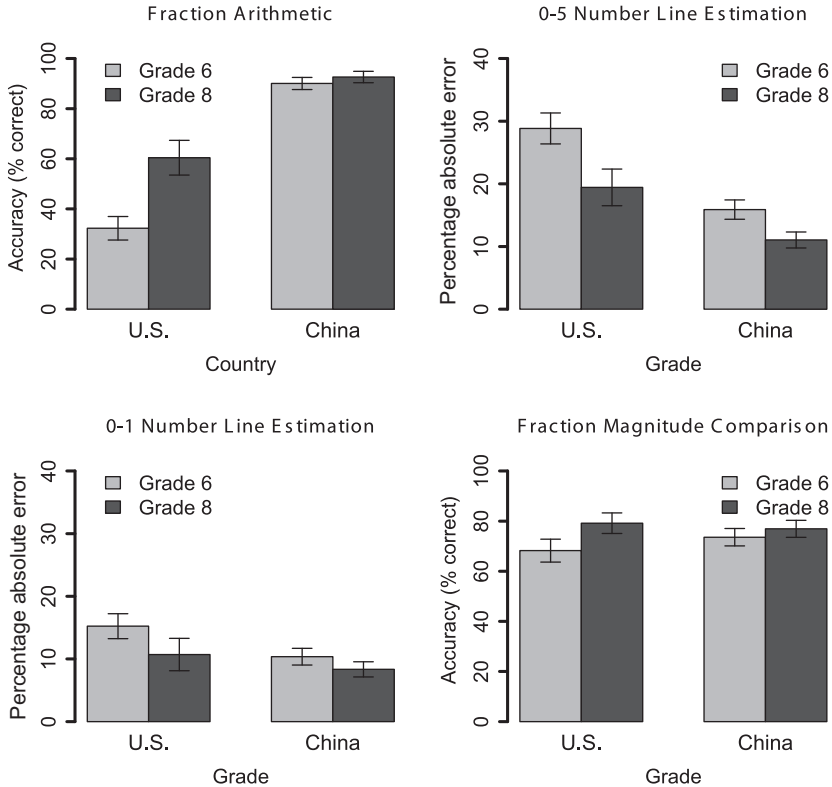 Fraction Arithmetic
Accuracy (% correct)
100
80
60
40
20
0
Grade 6
Grade 8
U.S.
China
Country
0-5 Number Line Estimation
Percentage absolute error
40
30
20
10
0
Grade 6
Grade 8
U.S.
China
Grade
0-1 Number Line Estimation
Percentage absolute error
40
30
20
10
0
Grade 6
Grade 8
U.S.
China
Grade
Fraction Magnitude Comparison
Accuracy (% correct)
100
80
60
40
20
0
Grade 6
Grade 8
U.S.
China
Grade